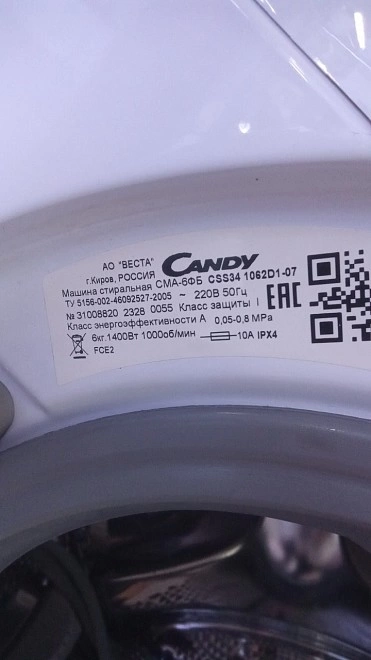 АО "ВЕСТА" CANDY
г.Киров, РОССИЯ
Машина стиральная СМА-6ФБ CSS34 1062D1-07
ТУ 5156-002-46092527-2005 ~ 220В 50Гц
№ 31008820 2328 0055 Класс защиты I EAC
Класс энергоэффективности А 0,05-0,8 MPa
6кг.1400Вт 1000об/мин 10A IPX4
FCE2